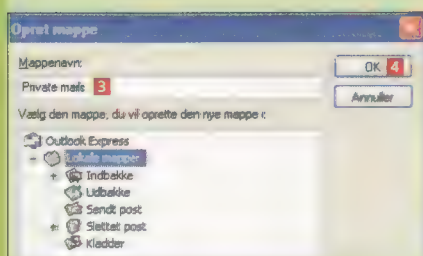 Opret mappe
Mappenavn:
OK 4
Private mails 3
Annuller
Vælg den mappe, du vil oprette den nye mappe i:
Outlook Express
Lokale mapper
Indbakke
Udbakke
Sendt post
Slettet post
Kladder